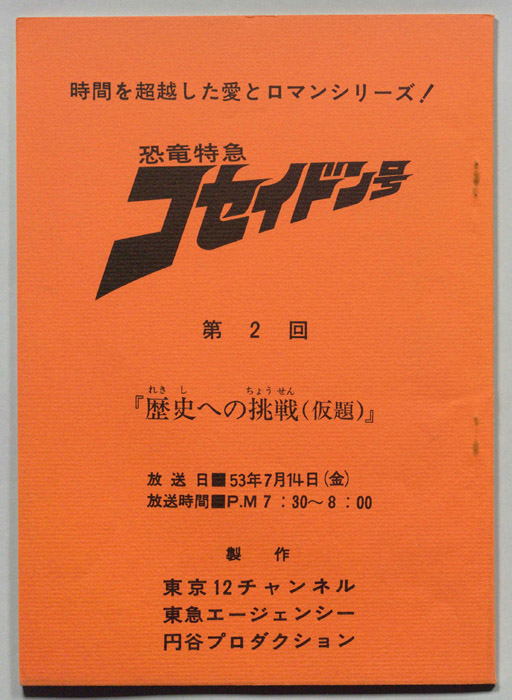 時間を超越した愛とロマンシリーズ!
恐竜特急
コセイドン号
第 2 回
れき し ちょう せん
『歴史への挑戦(仮題)』
放 送 日■53年7月14日(金)
放送時間■P.M 7:30〜8:00
製 作
東京12チャンネル
東急エージェンシー
円谷プロダクション